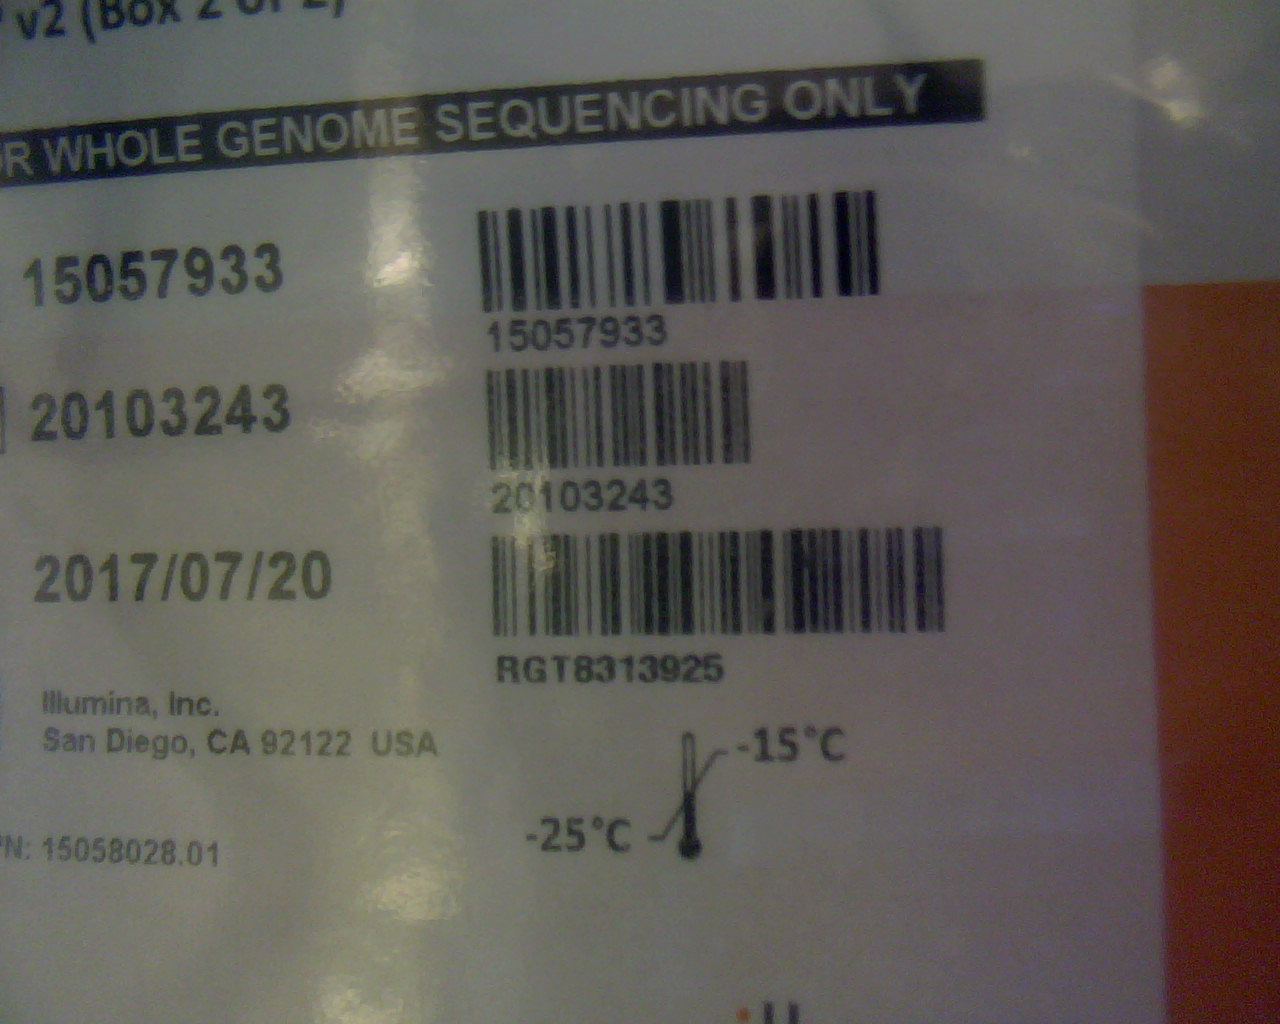 v2 (Box 2 of 2)
WHOLE GENOME SEQUENCING ONLY
15057933
15057933
20103243
20103243
2017/07/20
RGT8313925
Illumina, Inc.
San Diego, CA 92122 USA
-15°C
-25°C
15058028.01